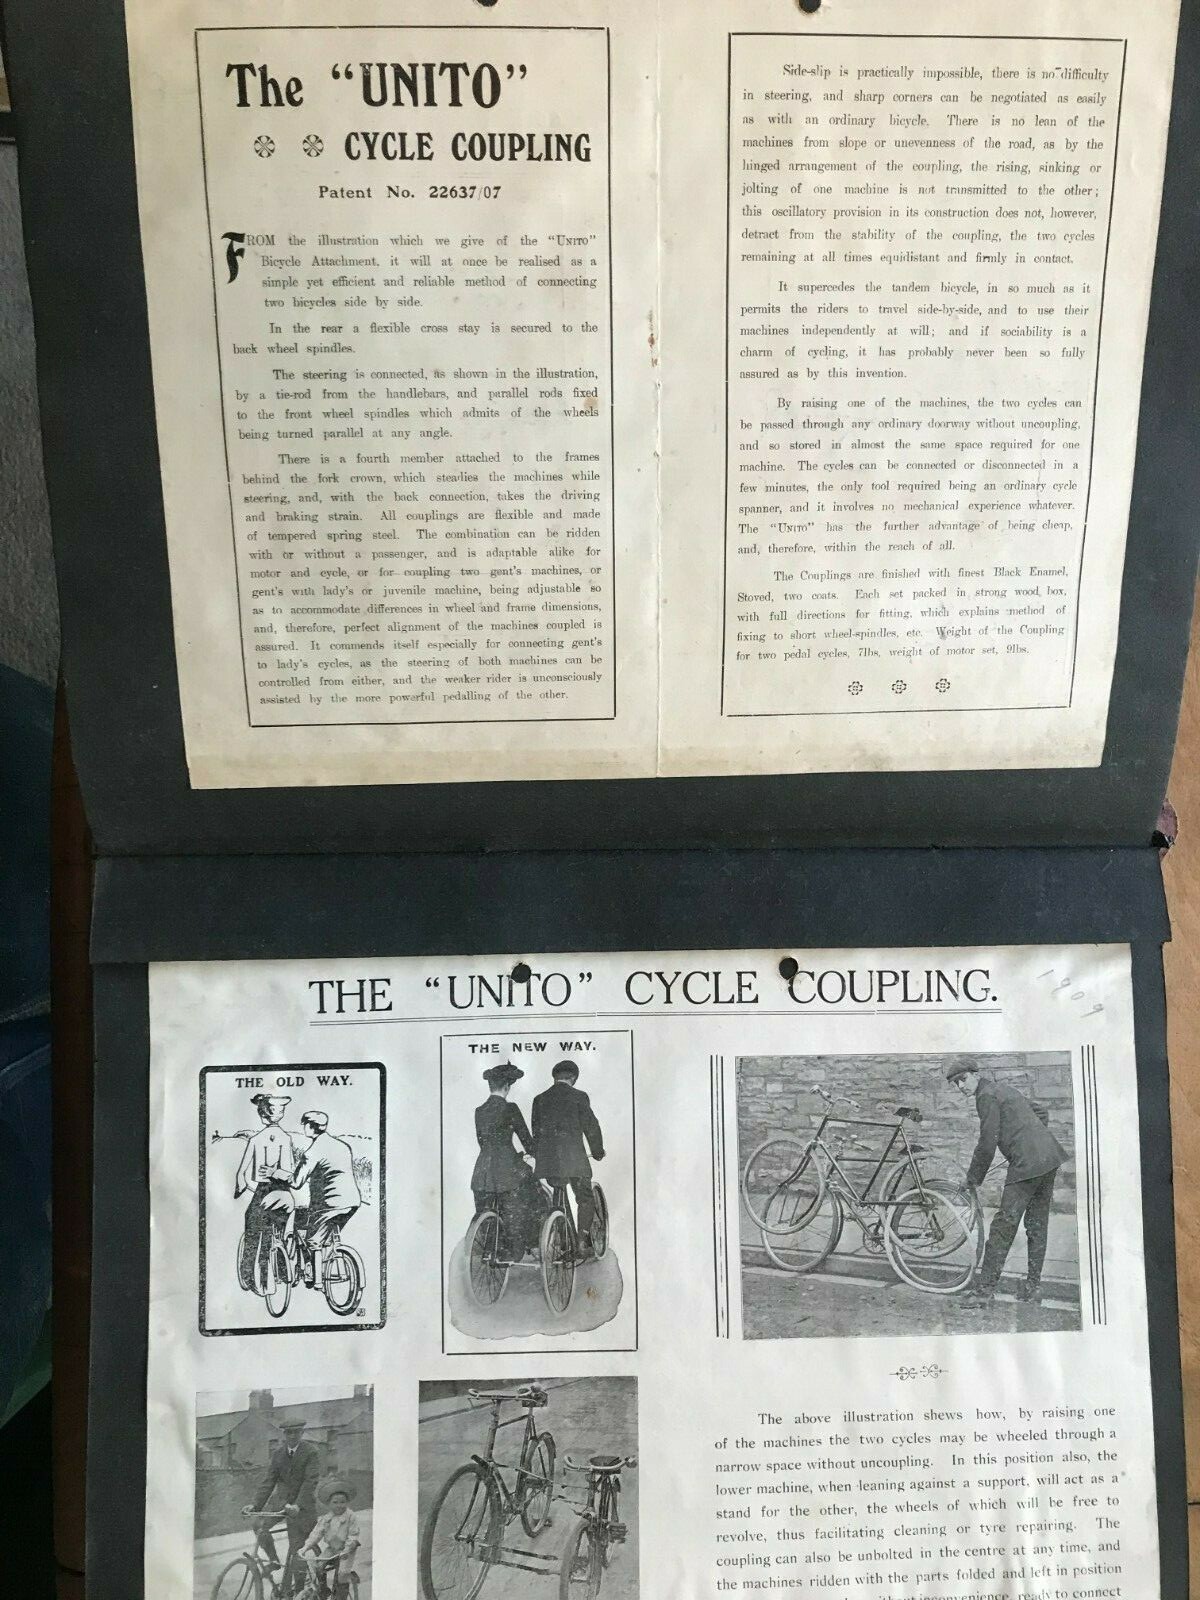 The "UNITO"
CYCLE COUPLING
Patent No. 22637/07
FROM the illustration which we give of the "UNITO"
Bicycle Attachment, it will at once be realised as a
simple yet efficient and reliable method of connecting
two bicycles side by side.
In the rear a flexible cross stay is secured to the
back wheel spindles.
The steering is connected, as shown in the illustration,
by a tie-rod from the handlebars, and parallel rods fixed
to the front wheel spindles which admits of the wheels
being turned parallel at any angle.
There is a fourth member attached to the frames
behind the fork crown, which steadies the machines while
steering, and, with the back connection, takes the driving
and braking strain. All couplings are flexible and made
of tempered spring steel. The combination can be ridden
with or without a passenger, and is adaptable alike for
motor and cycle, or for coupling two gent's machines, or
gent's with lady's or juvenile machine, being adjustable so
as to accommodate differences in wheel and frame dimensions,
and, therefore, perfect alignment of the machines coupled is
assured. It commends itself especially for connecting gent's
to lady's cycles, as the steering of both machines can be
controlled from either, and the weaker rider is unconsciously
assisted by the more powerful pedalling of the other.
Side-slip is practically impossible, there is no difficulty
in steering, and sharp corners can be negotiated as easily
as with an ordinary bicycle. There is no lean of the
machines from slope or unevenness of the road, as by the
hinged arrangement of the coupling, the rising, sinking or
jolting of one machine is not transmitted to the other;
this oscillatory provision in its construction does not, however,
detract from the stability of the coupling, the two cycles
remaining at all times equidistant and firmly in contact.
It supercedes the tandem bicycle, in so much as it
permits the riders to travel side-by-side, and to use their
machines independently at will; and if sociability is a
charm of cycling, it has probably never been so fully
assured as by this invention.
By raising one of the machines, the two cycles can
be passed through any ordinary doorway without uncoupling,
and so stored in almost the same space required for one
machine. The cycles can be connected or disconnected in a
few minutes, the only tool required being an ordinary cycle
spanner, and it involves no mechanical experience whatever.
The "UNITO" has the further advantage of being cheap,
and, therefore, within the reach of all.
The Couplings are finished with finest Black Enamel,
Stoved, two coats. Each set packed in strong wood box,
with full directions for fitting, which explains method of
fixing to short wheel-spindles, etc. Weight of the Coupling
for two pedal cycles, 7lbs, weight of motor set, 9lbs.
THE "UNITO" CYCLE COUPLING.
1909
THE OLD WAY.
THE NEW WAY.
The above illustration shews how, by raising one
of the machines the two cycles may be wheeled through a
narrow space without uncoupling. In this position also, the
lower machine, when leaning against a support, will act as a
stand for the other, the wheels of which will be free to
revolve, thus facilitating cleaning or tyre repairing. The
coupling can also be unbolted in the centre at any time, and
the machines ridden with the parts folded and left in position
without inconvenience, ready to connect